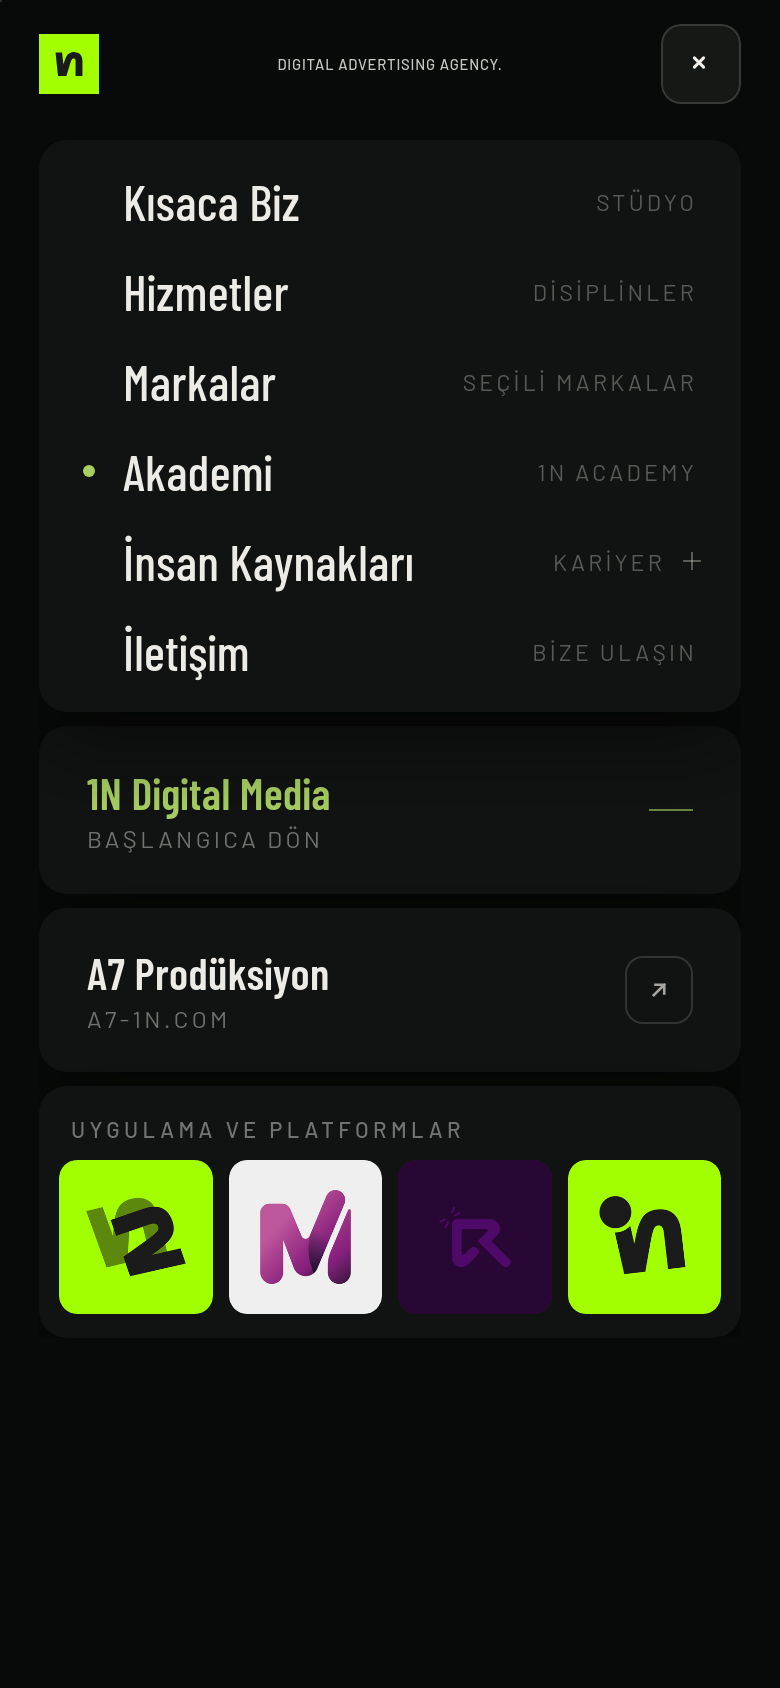 n
DIGITAL ADVERTISING AGENCY.
Kısaca Biz STÜDYO
Hizmetler DİSİPLİNLER
Markalar SEÇİLİ MARKALAR
Akademi 1N ACADEMY
İnsan Kaynakları KARİYER +
İletişim BİZE ULAŞIN
1N Digital Media
BAŞLANGICA DÖN
A7 Prodüksiyon
A7-1N.COM
UYGULAMA VE PLATFORMLAR
n2 M R in